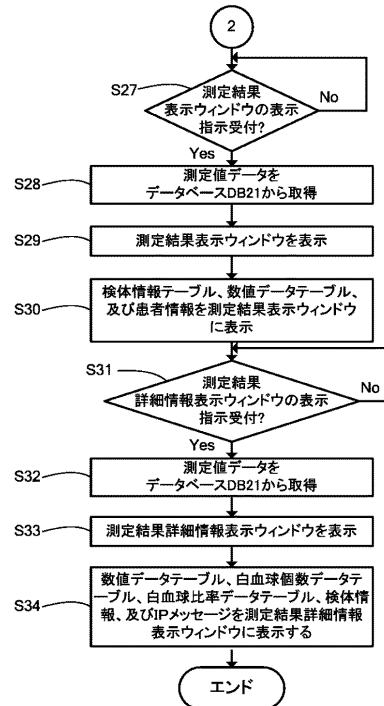 2
S27
測定結果
表示ウィンドウの表示
指示受付?
No
Yes
S28
測定値データを
データベースDB21から取得
S29
測定結果表示ウィンドウを表示
S30
検体情報テーブル、数値データテーブル、
及び患者情報を測定結果表示ウィンドウ
に表示
S31
測定結果
詳細情報表示ウィンドウの表示
指示受付?
No
Yes
S32
測定値データを
データベースDB21から取得
S33
測定結果詳細情報表示ウィンドウを表示
S34
数値データテーブル、白血球個数データテ
ーブル、白血球比率データテーブル、検体情
報、及びIPメッセージを測定結果詳細情報
表示ウィンドウに表示する
エンド